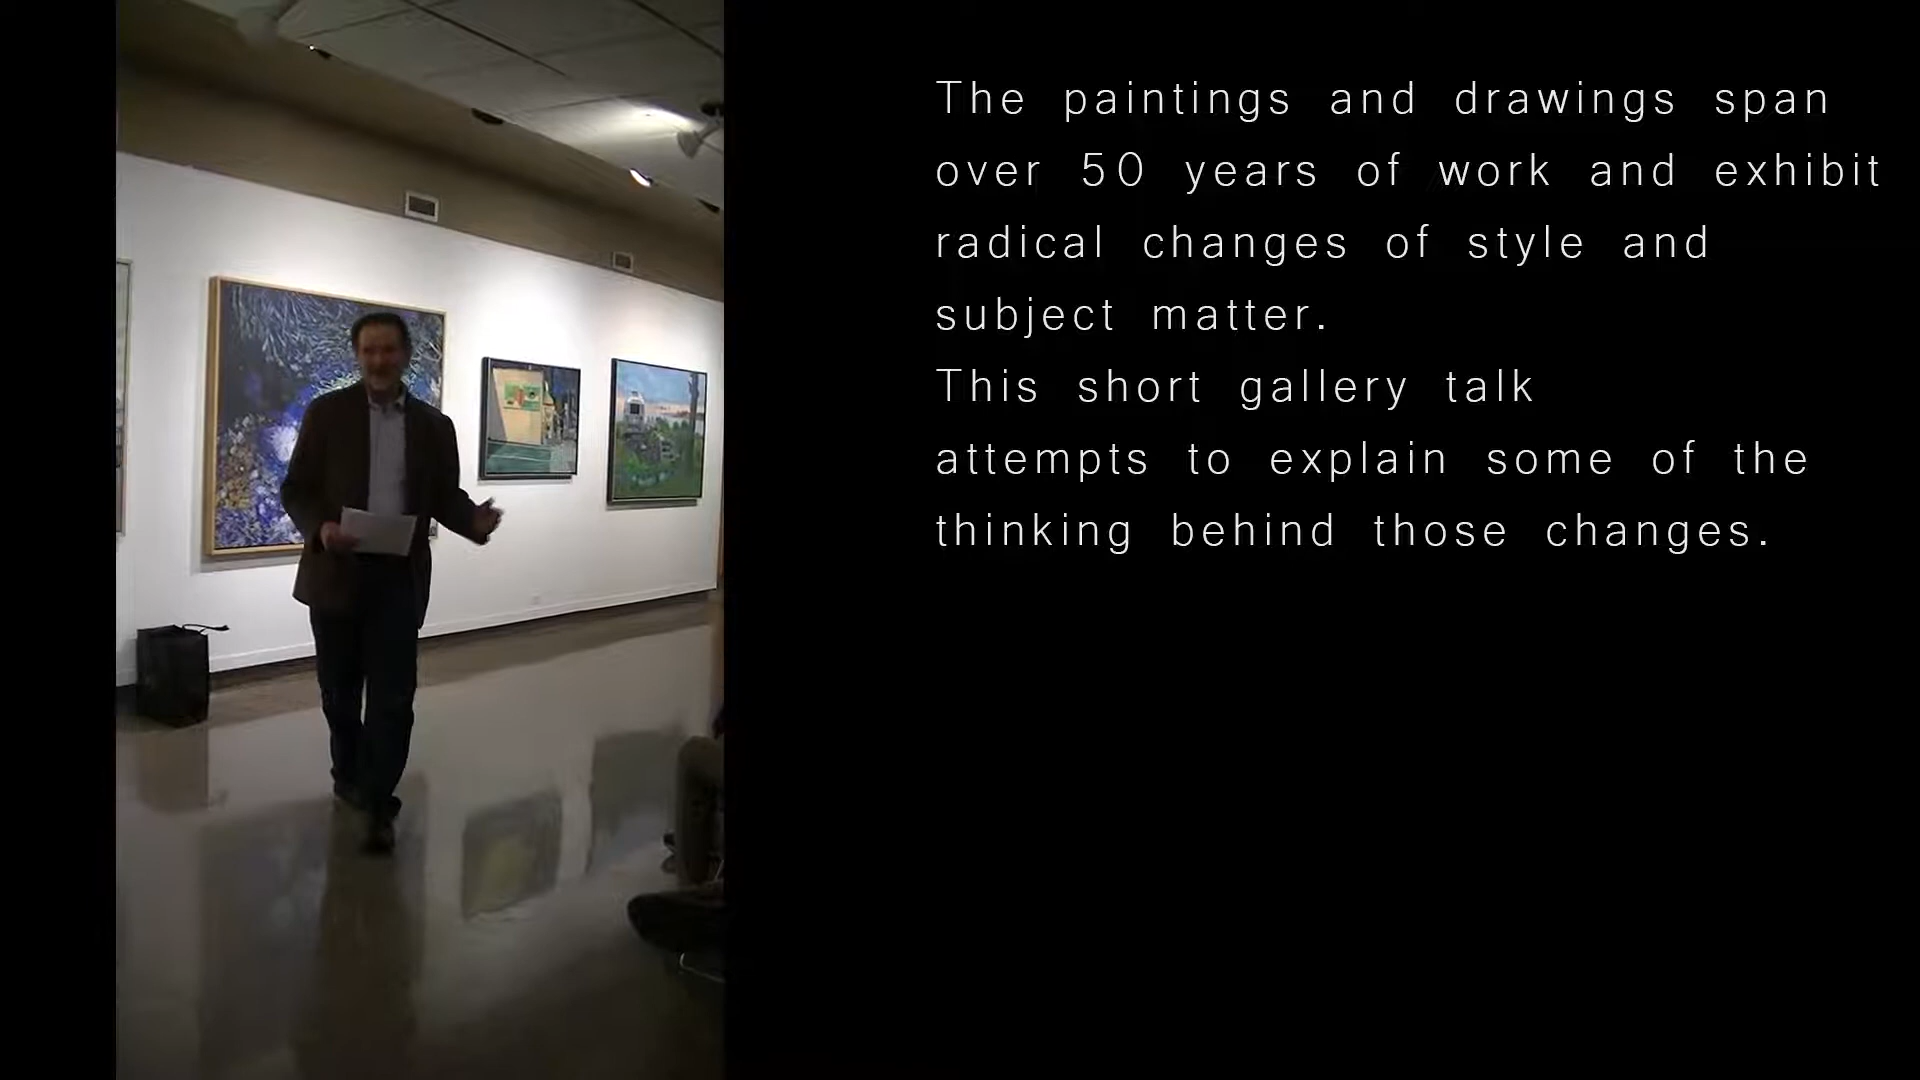 The paintings and drawings span
over 50 years of work and exhibit
radical changes of style and
subject matter.
This short gallery talk
attempts to explain some of the
thinking behind those changes.